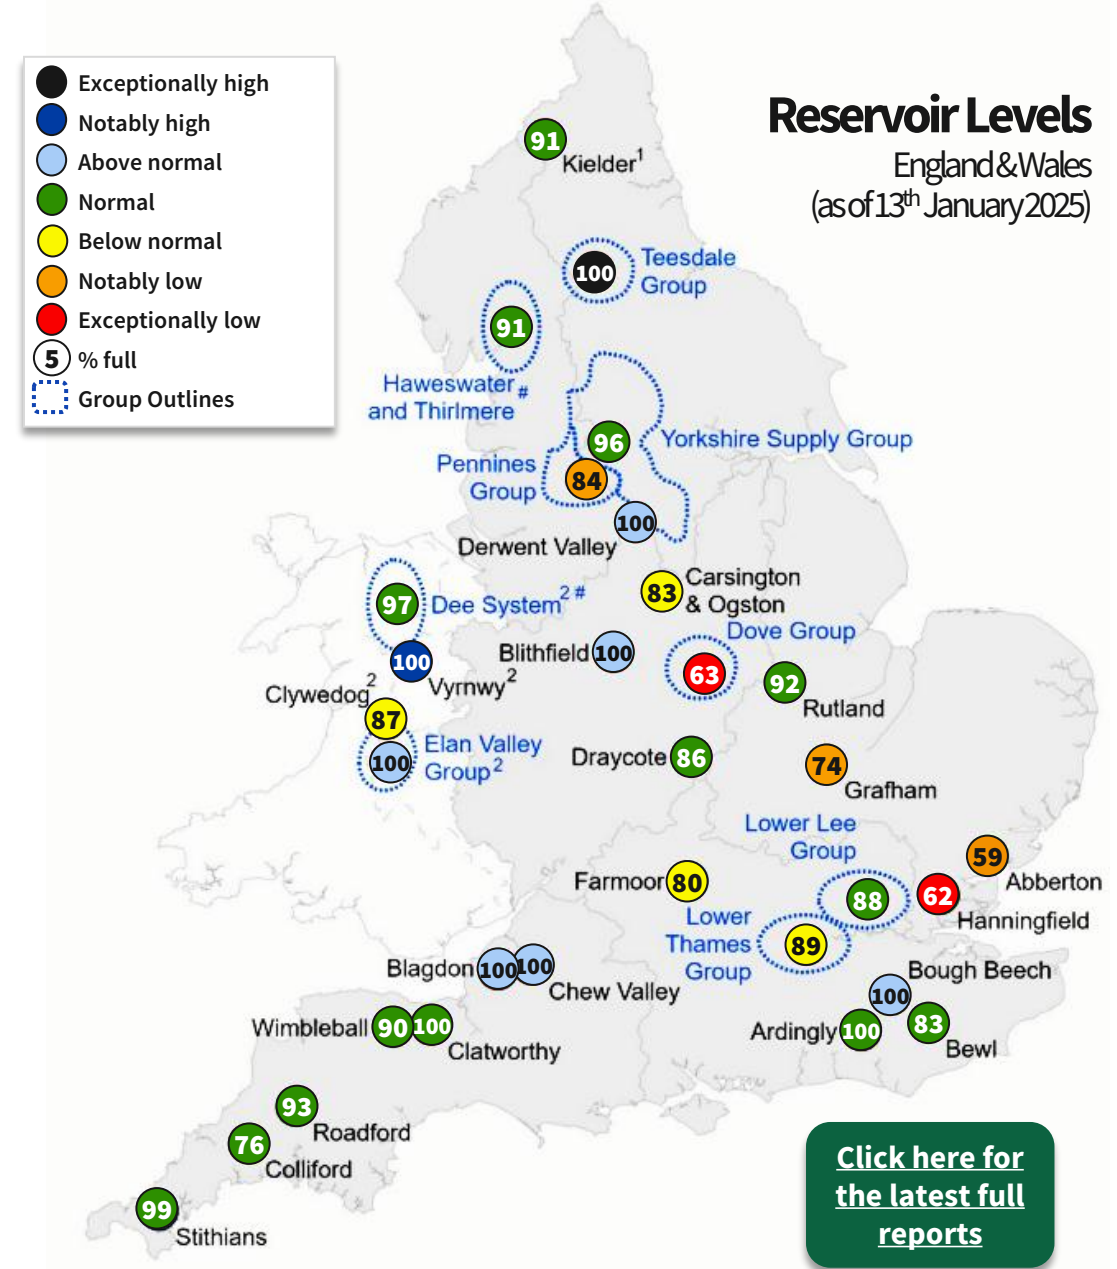 Exceptionally high
Notably high
Above normal
Normal
Below normal
Notably low
Exceptionally low
5 % full
Group Outlines
Reservoir Levels
England & Wales
(as of 13th January 2025)
91
Kielder¹
100
Teesdale
Group
91
Haweswater #
and Thirlmere
96
Yorkshire Supply Group
Pennines
Group
84
100
Derwent Valley
83
Carsington
& Ogston
97
Dee System² #
Dove Group
63
Blithfield
100
100
Vyrnwy²
92
Rutland
Clywedog²
87
Elan Valley
Group²
100
Draycote
86
74
Grafham
Lower Lee
Group
88
59
Abberton
Farmoor
80
62
Hanningfield
Lower
Thames
Group
89
Blagdon
100
100
Chew Valley
Bough Beech
100
Wimbleball
90
100
Clatworthy
Ardingly
100
83
Bewl
93
Roadford
76
Colliford
99
Stithians
Click here for
the latest full
reports